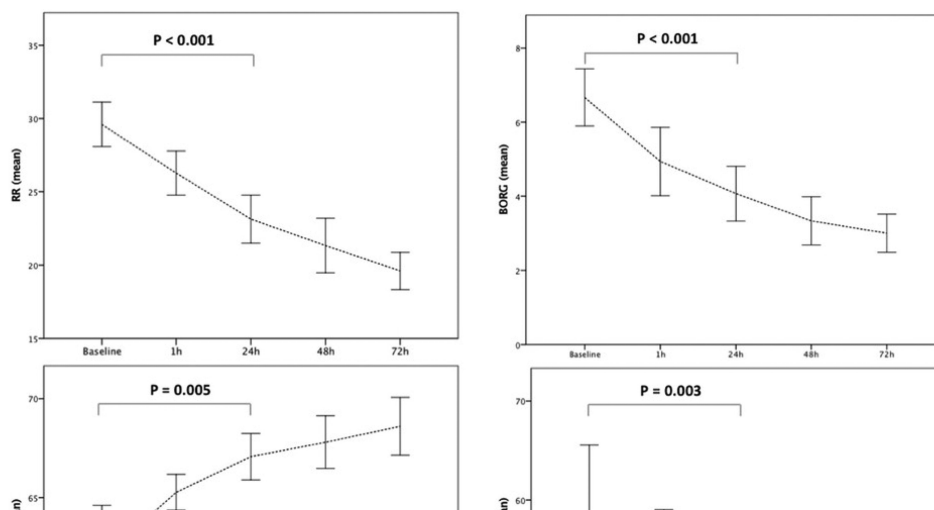 P < 0.001
35
30
25
20
15
RR (mean)
Baseline 1h 24h 48h 72h
P < 0.001
8
6
4
2
0
BORG (mean)
Baseline 1h 24h 48h 72h
P = 0.005
70
65
P = 0.003
70
60